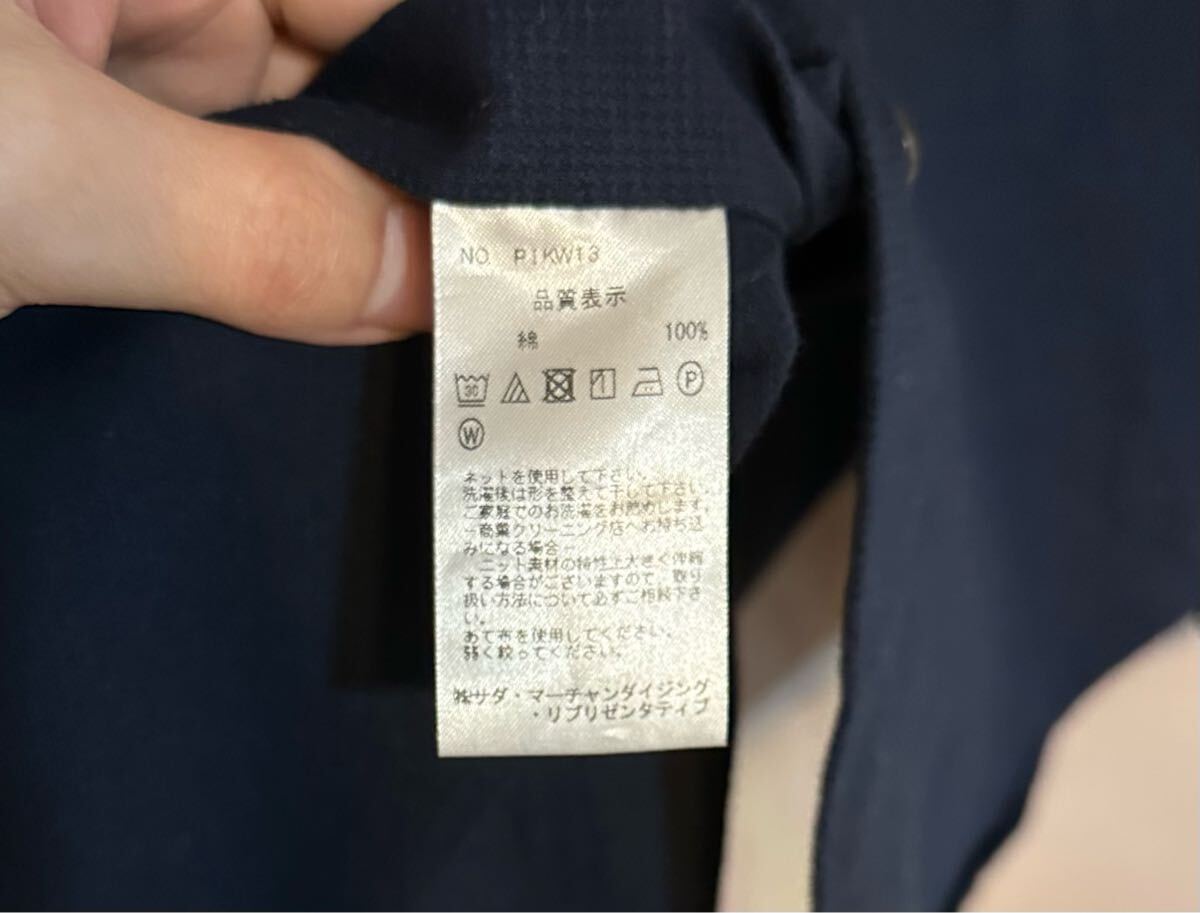 NO PIKW13
品質表示
綿 100%
30
P
W
ネットを使用して下さい。
洗濯後は形を整えて干して下さい。
ご家庭でのお洗濯をお勧めします。
ー商業クリーニング店へお持ち込
みになる場合ー
ニット素材の特性上大きく伸縮
する場合がございますので、取り
扱い方法について必ずご相談下さ
い。
あて布を使用してください。
弱く絞ってください。
㈱サダ・マーチャンダイジング
・リプリゼンタティブ